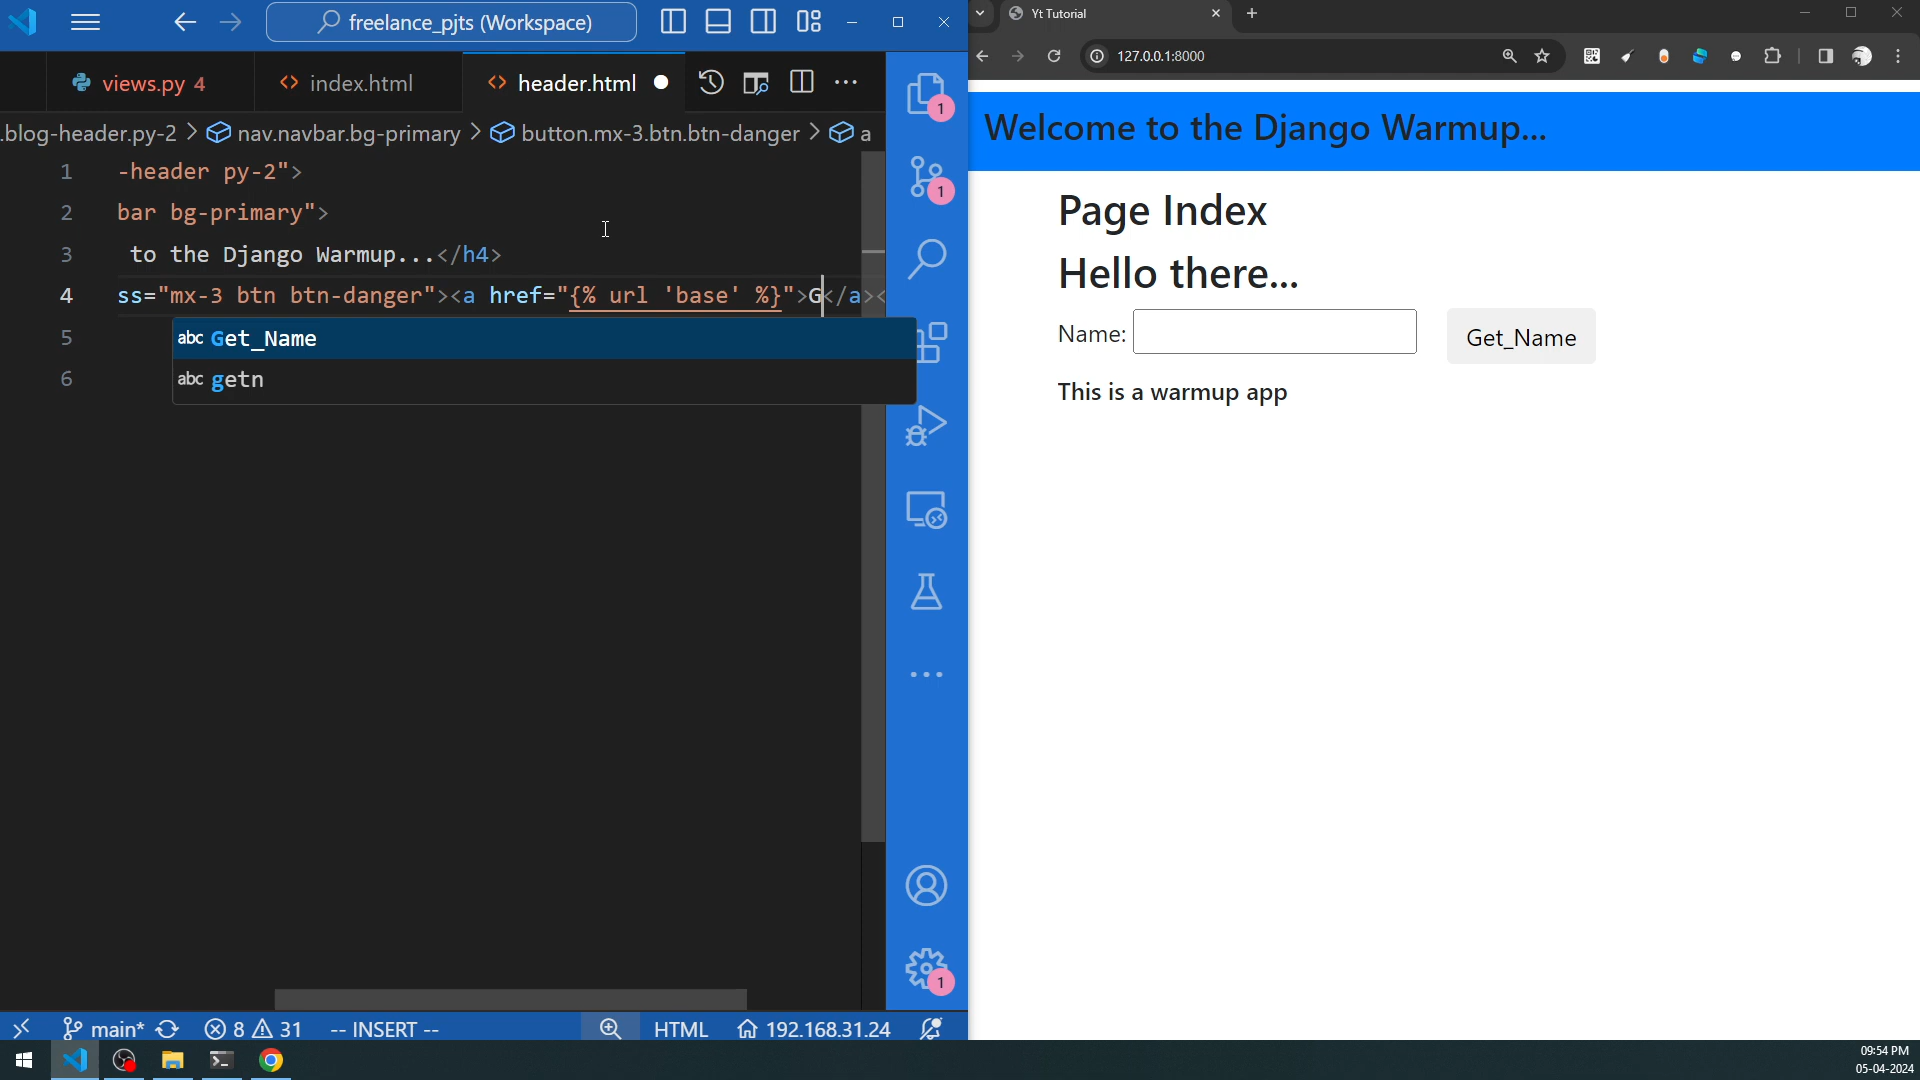 freelance_pjts (Workspace)
views.py 4
index.html
header.html
.blog-header.py-2 > nav.navbar.bg-primary > button.mx-3.btn.btn-danger > a
1 -header py-2">
2 bar bg-primary">
3 to the Django Warmup...</h4>
4 ss="mx-3 btn btn-danger"><a href="{% url 'base' %}">G</a><
5
6
abc Get_Name
abc getn
1
1
1
main*
8
31
-- INSERT --
HTML
192.168.31.24
Yt Tutorial
127.0.0.1:8000
Welcome to the Django Warmup...
Page Index
Hello there...
Name:
Get_Name
This is a warmup app
09:54 PM
05-04-2024